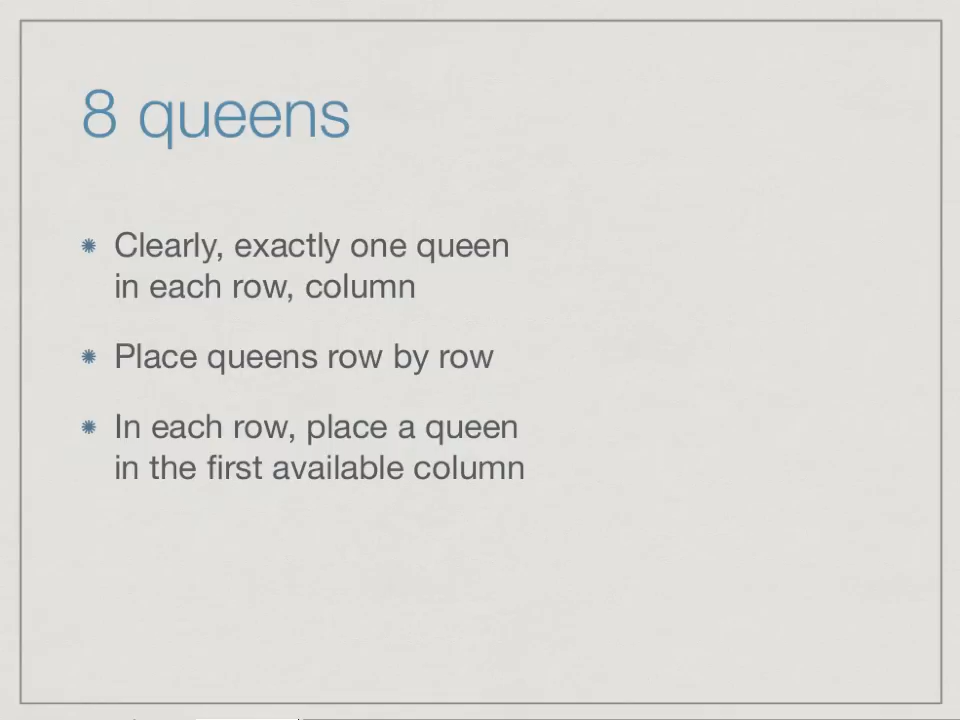 8 queens
Clearly, exactly one queen
in each row, column
Place queens row by row
In each row, place a queen
in the first available column